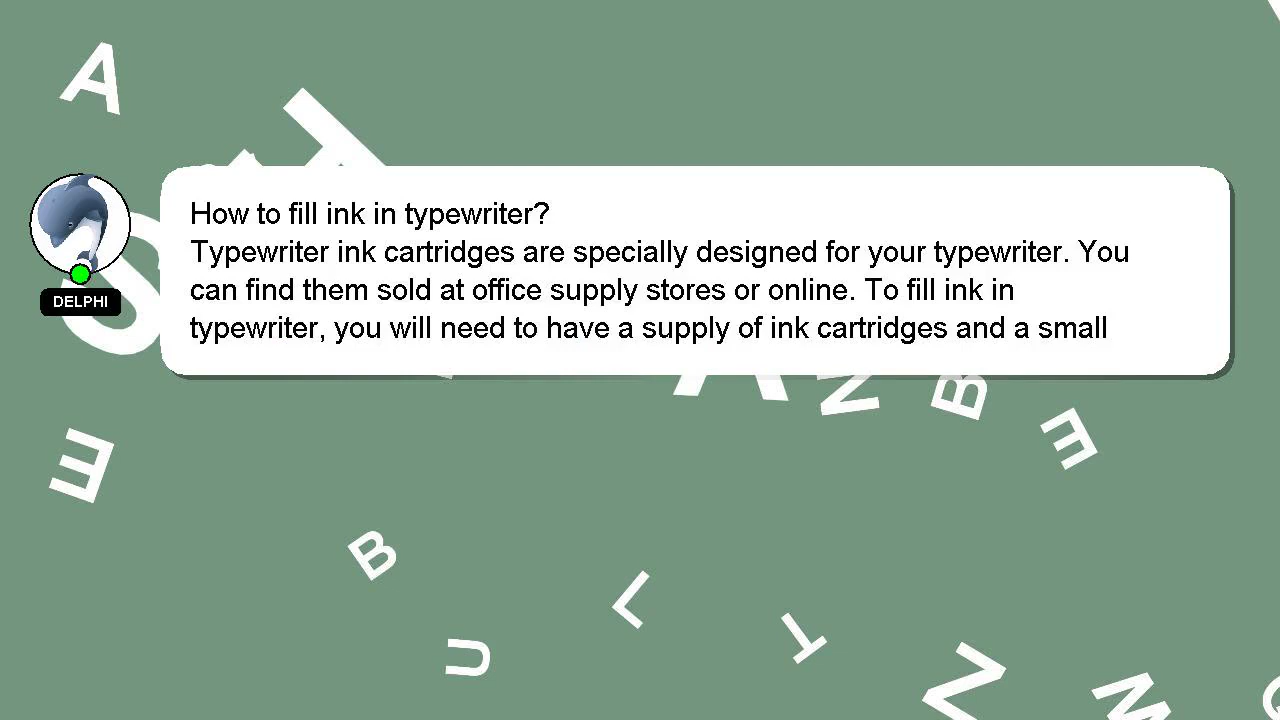 A
DELPHI
How to fill ink in typewriter?
Typewriter ink cartridges are specially designed for your typewriter. You
can find them sold at office supply stores or online. To fill ink in
typewriter, you will need to have a supply of ink cartridges and a small
A
N
B
E
E
B
L
U
T
Z
M